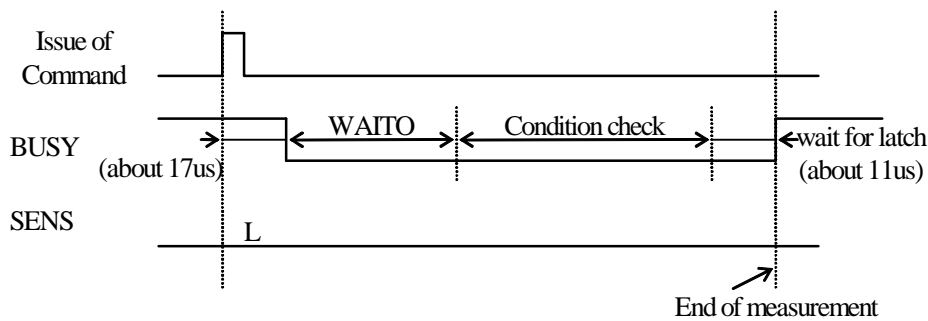 Issue of
Command
BUSY
WAITO
Condition check
wait for latch
(about 17us)
(about 11us)
SENS
L
End of measurement